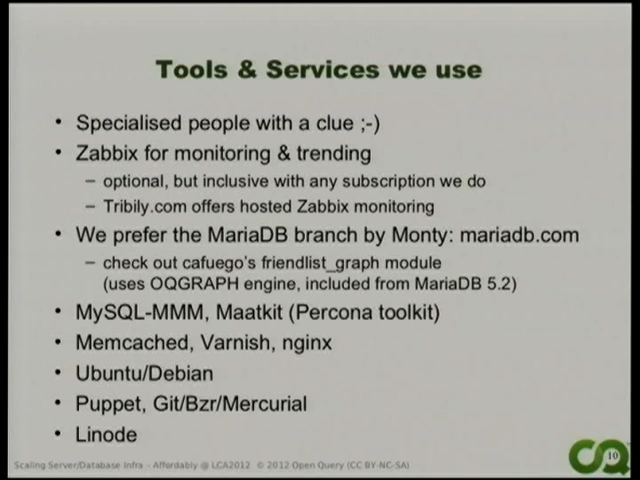 Tools & Services we use
• Specialised people with a clue ;-)
• Zabbix for monitoring & trending
– optional, but inclusive with any subscription we do
– Tribily.com offers hosted Zabbix monitoring
• We prefer the MariaDB branch by Monty: mariadb.com
– check out cafuego's friendlist_graph module
(uses OQGRAPH engine, included from MariaDB 5.2)
• MySQL-MMM, Maatkit (Percona toolkit)
• Memcached, Varnish, nginx
• Ubuntu/Debian
• Puppet, Git/Bzr/Mercurial
• Linode
Scaling Server/Database Infra - Affordably @ LCA2012 © 2012 Open Query (CC BY-NC-SA)
10